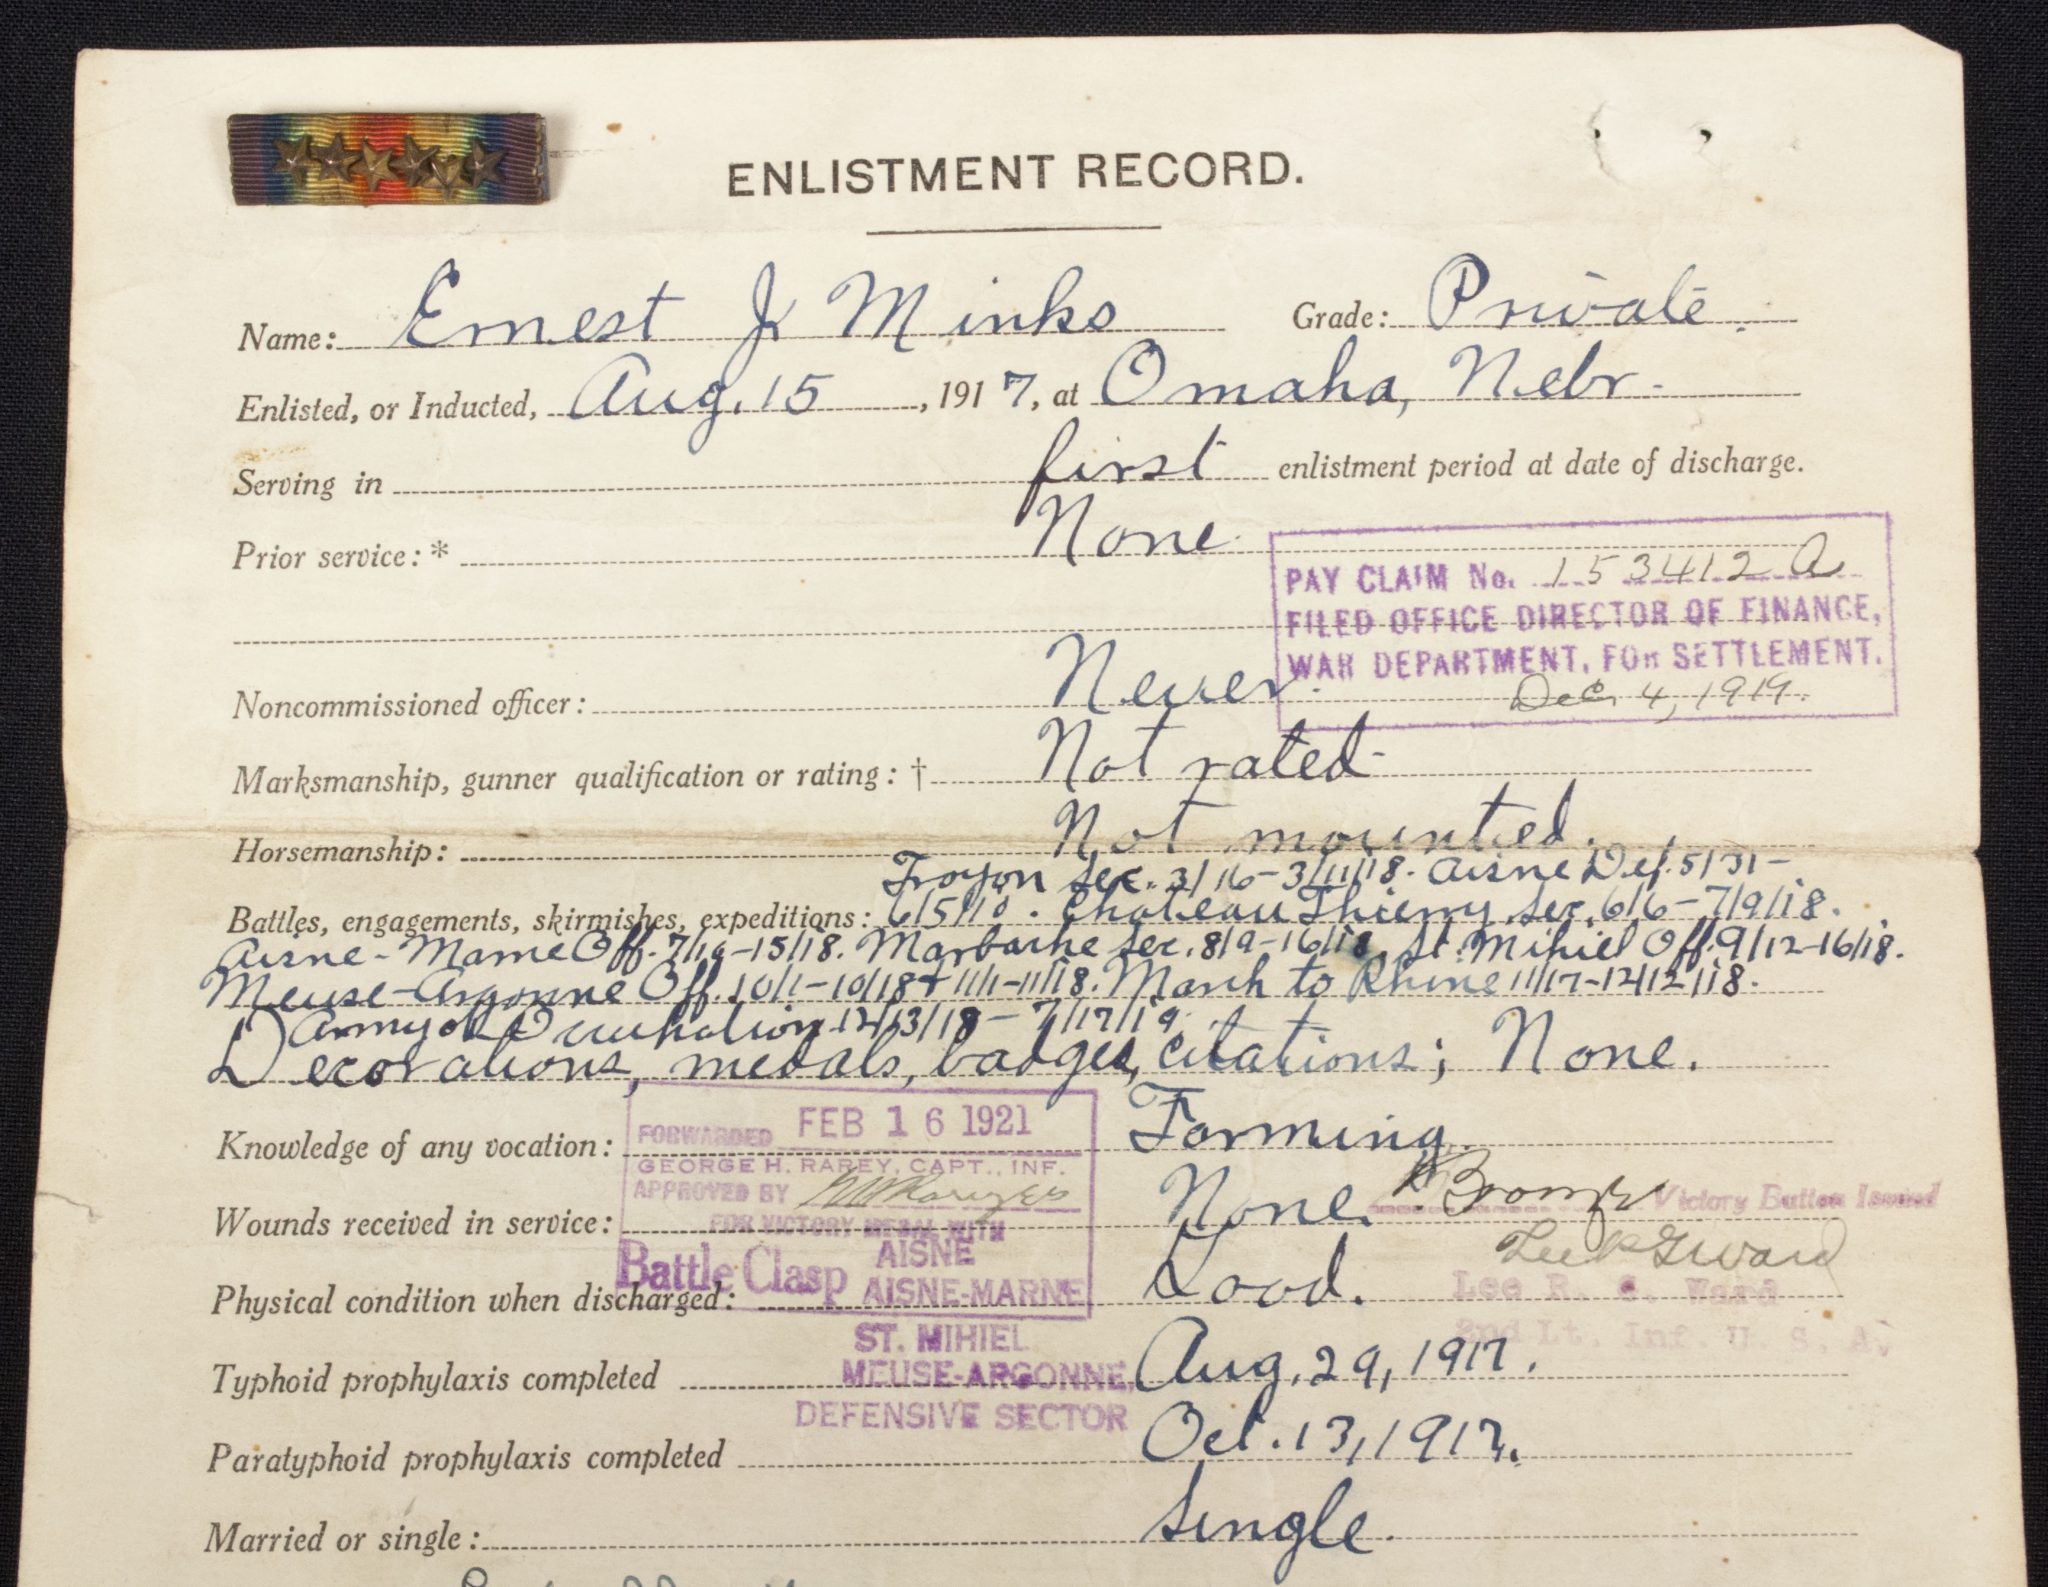 ENLISTMENT RECORD.
Name: Ernest Jr Minks Grade: Private.
Enlisted, or Inducted, Aug. 15, 1917, at Omaha, Nebr.
Serving in first enlistment period at date of discharge.
Prior service:* None.
PAY CLAIM No. 153412 A
FILED OFFICE DIRECTOR OF FINANCE,
WAR DEPARTMENT, FOR SETTLEMENT.
Dec. 4, 1919.
Noncommissioned officer: Never.
Marksmanship, gunner qualification or rating: † Not rated
Horsemanship: Not mounted.
Troyon Sec. 3/16-3/11/18. Aisne Def. 5/31-
Battles, engagements, skirmishes, expeditions: 6/5/18. Chateau Thierry Sec. 6/6-7/9/18.
Aisne-Marne Off. 7/18-15/18. Marbache Sec. 8/9-16/18. St. Mihiel Off. 9/12-16/18.
Meuse-Argonne Off. 10/1-10/18 & 11/1-11/18. March to Rhine 11/17-12/12/18.
Army of Occupation 12/13/18-7/17/19.
Decorations, medals, badges, citations; None.
FORWARDED FEB 16 1921
Knowledge of any vocation: Farming.
GEORGE H. RAREY, CAPT., INF.
APPROVED BY
Wounds received in service: None. Bronze Victory Button Issued
FOR VICTORY MEDAL WITH
Battle Clasp AISNE
AISNE-MARNE
ST. MIHIEL
MEUSE-ARGONNE,
DEFENSIVE SECTOR
Physical condition when discharged: Good.
Lee R. S. Ward
2nd Lt. Inf. U. S. A.
Typhoid prophylaxis completed Aug. 29, 1917.
Paratyphoid prophylaxis completed Oct. 13, 1917.
Married or single: Single.